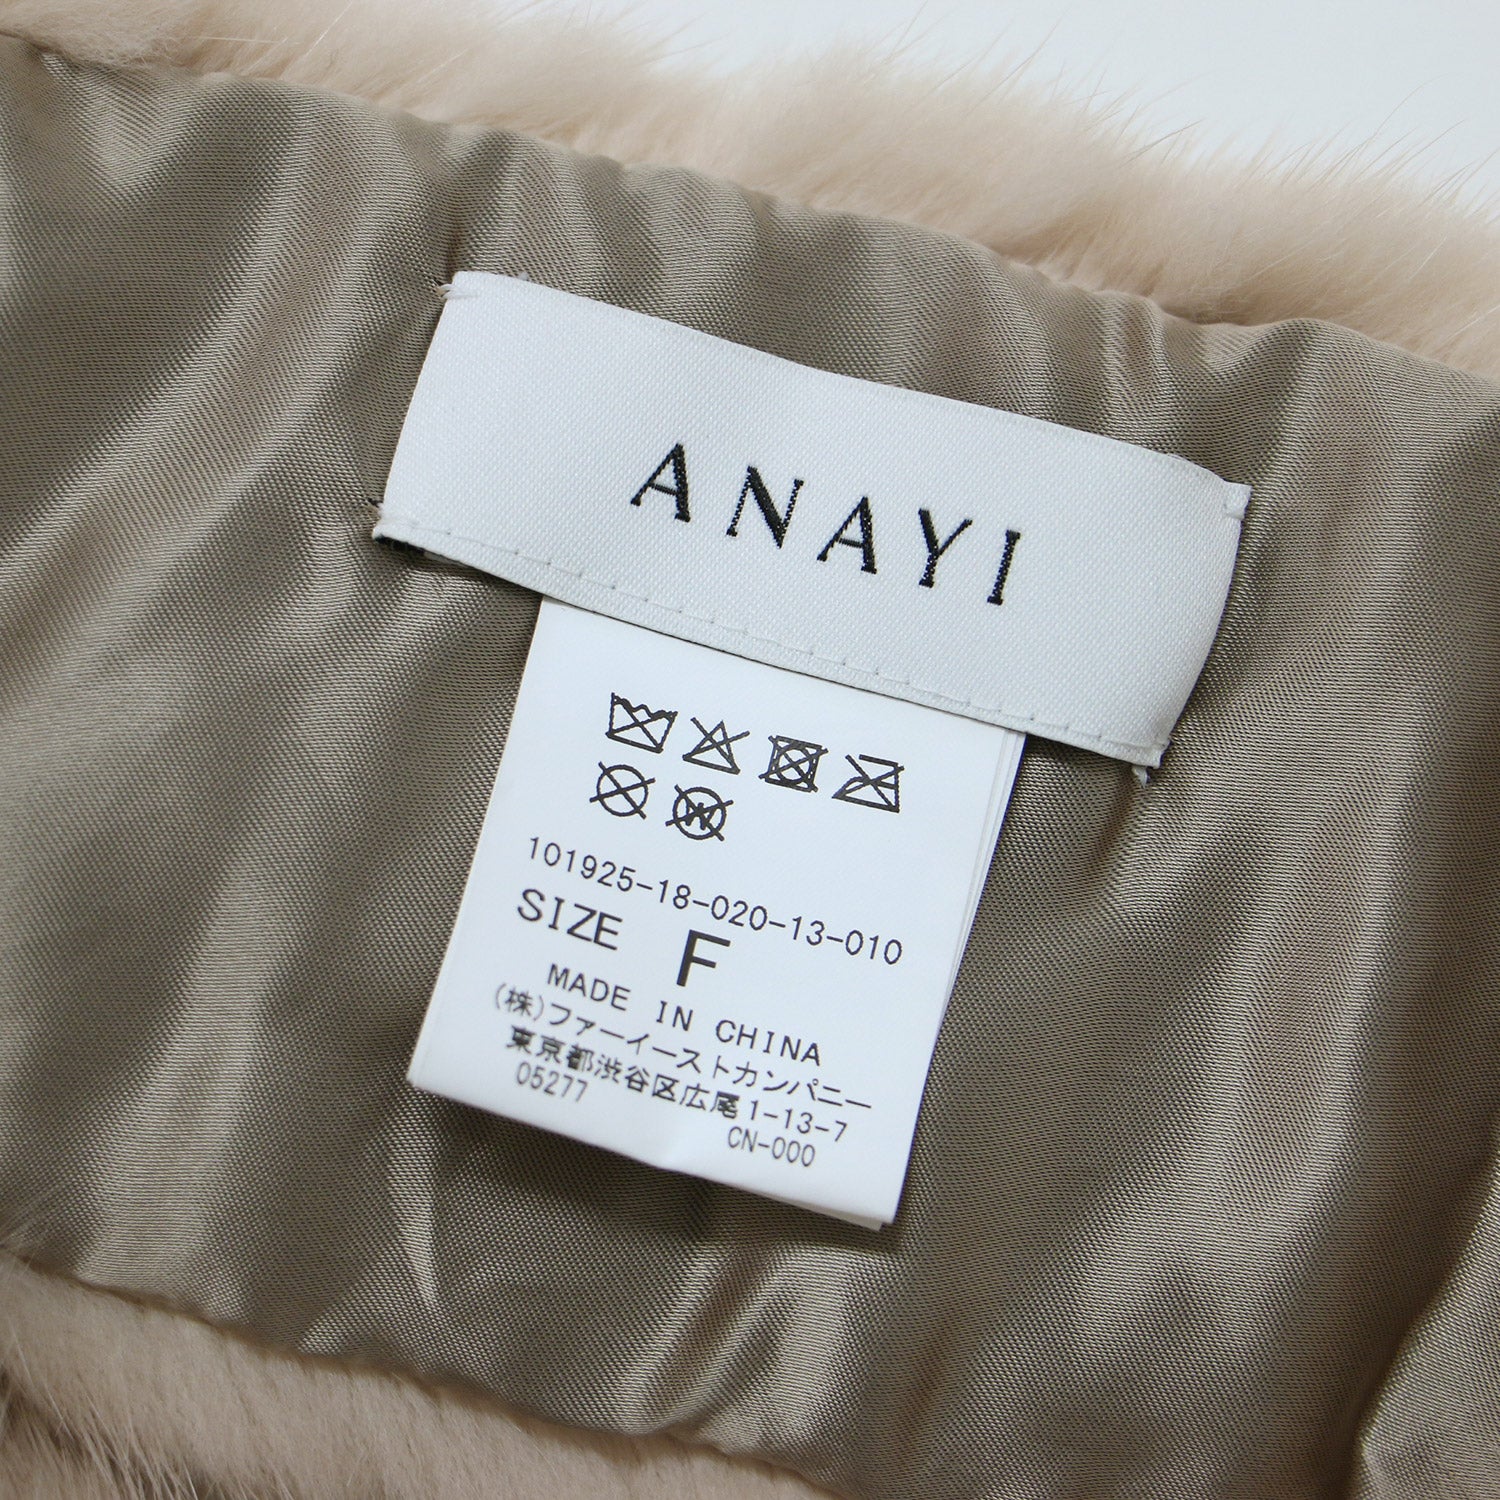 ANAYI
W
101925-18-020-13-010
SIZE F
MADE IN CHINA
(株)ファーイーストカンパニー
東京都渋谷区広尾1-13-7
05277 CN-000